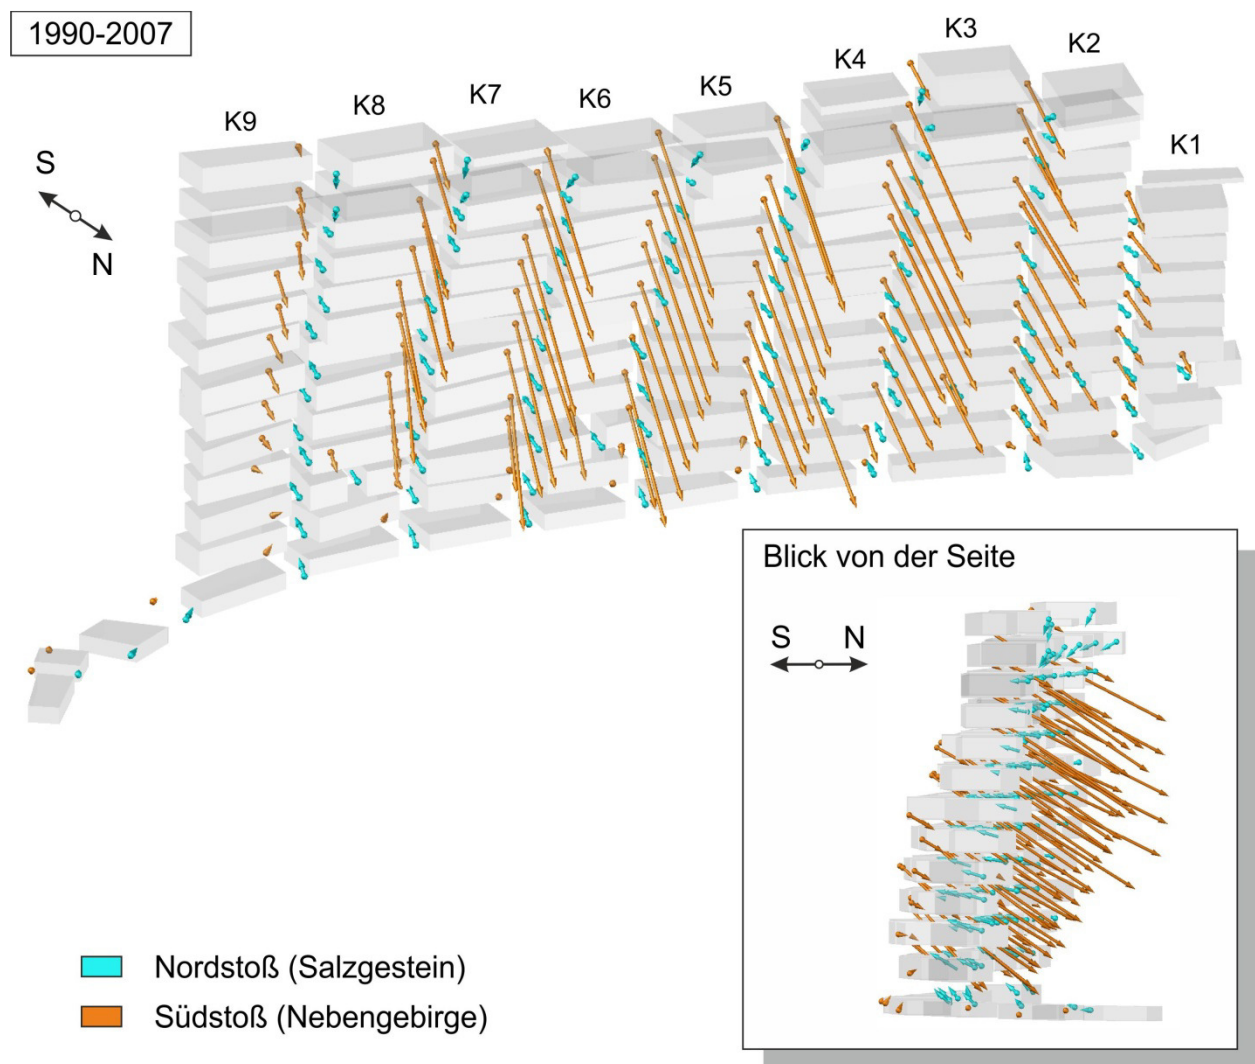 1990-2007
K9
K8
K7
K6
K5
K4
K3
K2
K1
S
N
Blick von der Seite
S N
Nordstoß (Salzgestein)
Südstoß (Nebengebirge)